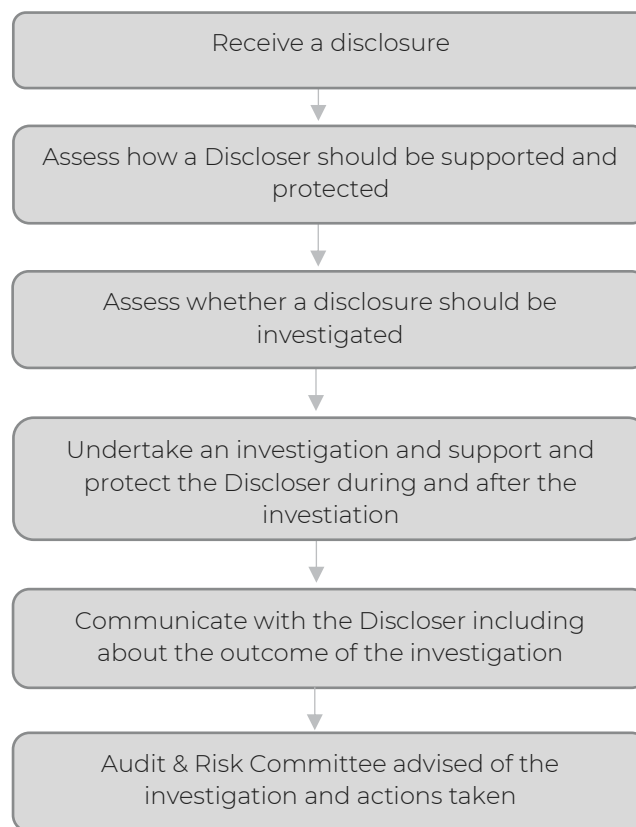 Receive a disclosure
Assess how a Discloser should be supported and
protected
Assess whether a disclosure should be
investigated
Undertake an investigation and support and
protect the Discloser during and after the
investiation
Communicate with the Discloser including
about the outcome of the investigation
Audit & Risk Committee advised of the
investigation and actions taken